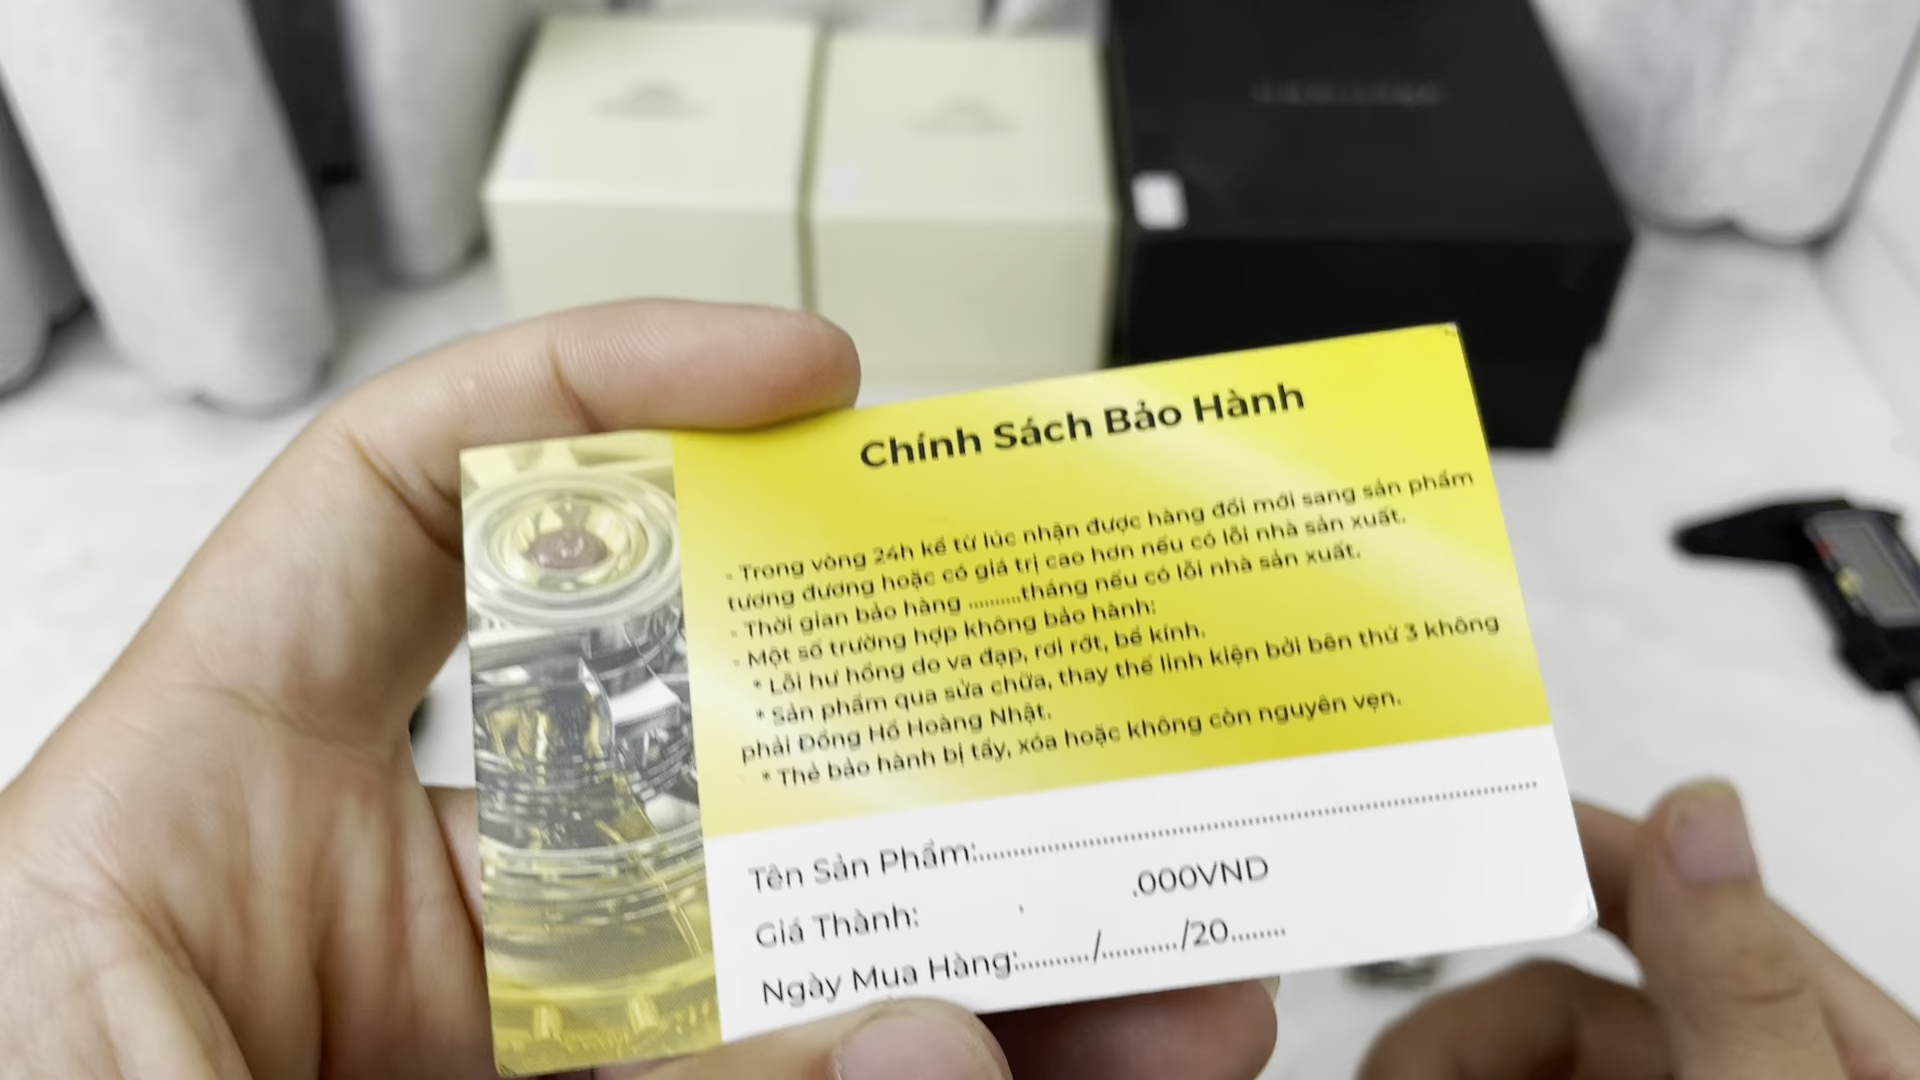 Chính Sách Bảo Hành
- Trong vòng 24h kể từ lúc nhận được hàng đổi mới sang sản phẩm
tương đương hoặc có giá trị cao hơn nếu có lỗi nhà sản xuất.
- Thời gian bảo hàng ..........tháng nếu có lỗi nhà sản xuất.
- Một số trường hợp không bảo hành:
* Lỗi hư hỏng do va đạp, rơi rớt, bể kính.
* Sản phẩm qua sửa chữa, thay thế linh kiện bởi bên thứ 3 không
phải Đồng Hồ Hoàng Nhật.
* Thẻ bảo hành bị tẩy, xóa hoặc không còn nguyên vẹn.
Tên Sản Phẩm:..........................................................................................
Giá Thành: . .000VND
Ngày Mua Hàng:.........../.........../20........